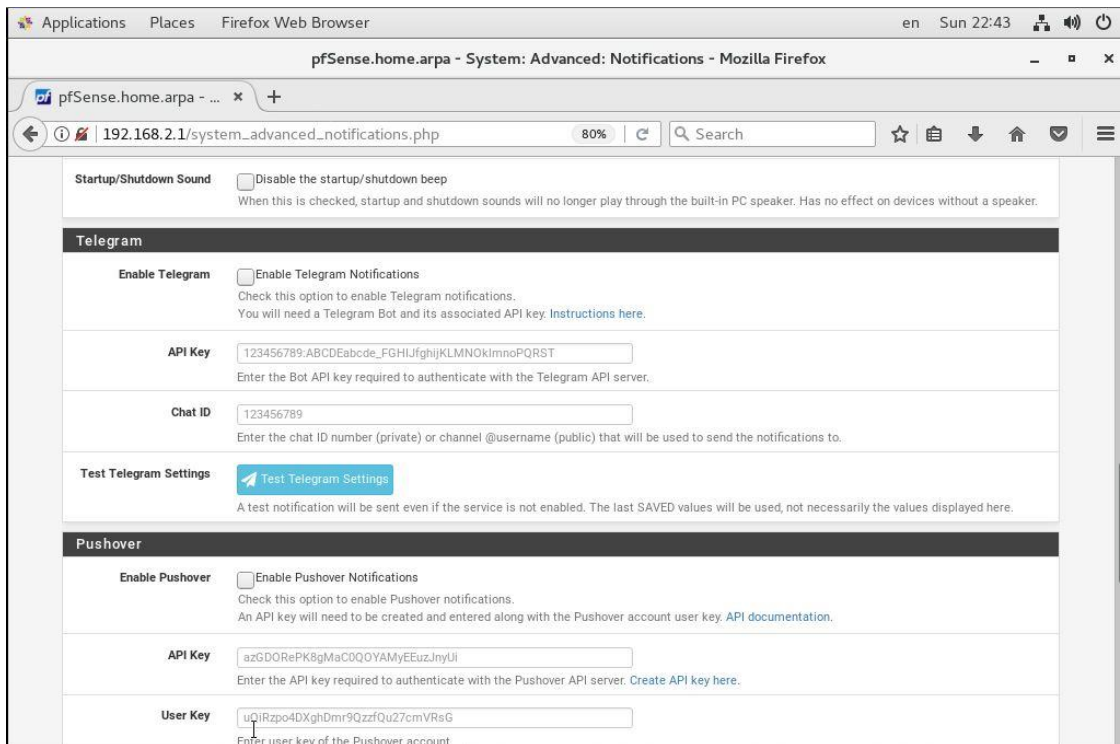 Applications Places Firefox Web Browser en Sun 22:43
pfSense.home.arpa - System: Advanced: Notifications - Mozilla Firefox
pf pfSense.home.arpa - ...
192.168.2.1/system_advanced_notifications.php 80% Search
Startup/Shutdown Sound Disable the startup/shutdown beep
When this is checked, startup and shutdown sounds will no longer play through the built-in PC speaker. Has no effect on devices without a speaker.
Telegram
Enable Telegram Enable Telegram Notifications
Check this option to enable Telegram notifications.
You will need a Telegram Bot and its associated API key. Instructions here.
API Key 123456789:ABCDEabcde_FGHIJfghijKLMNOklmnoPQRST
Enter the Bot API key required to authenticate with the Telegram API server.
Chat ID 123456789
Enter the chat ID number (private) or channel @username (public) that will be used to send the notifications to.
Test Telegram Settings Test Telegram Settings
A test notification will be sent even if the service is not enabled. The last SAVED values will be used, not necessarily the values displayed here.
Pushover
Enable Pushover Enable Pushover Notifications
Check this option to enable Pushover notifications.
An API key will need to be created and entered along with the Pushover account user key. API documentation.
API Key azGDORePK8gMaC0QOYAMyEEuzJnyUi
Enter the API key required to authenticate with the Pushover API server. Create API key here.
User Key uQiRzpo4DXghDmr9QzzfQu27cmVRsG
Enter user key of the Pushover account